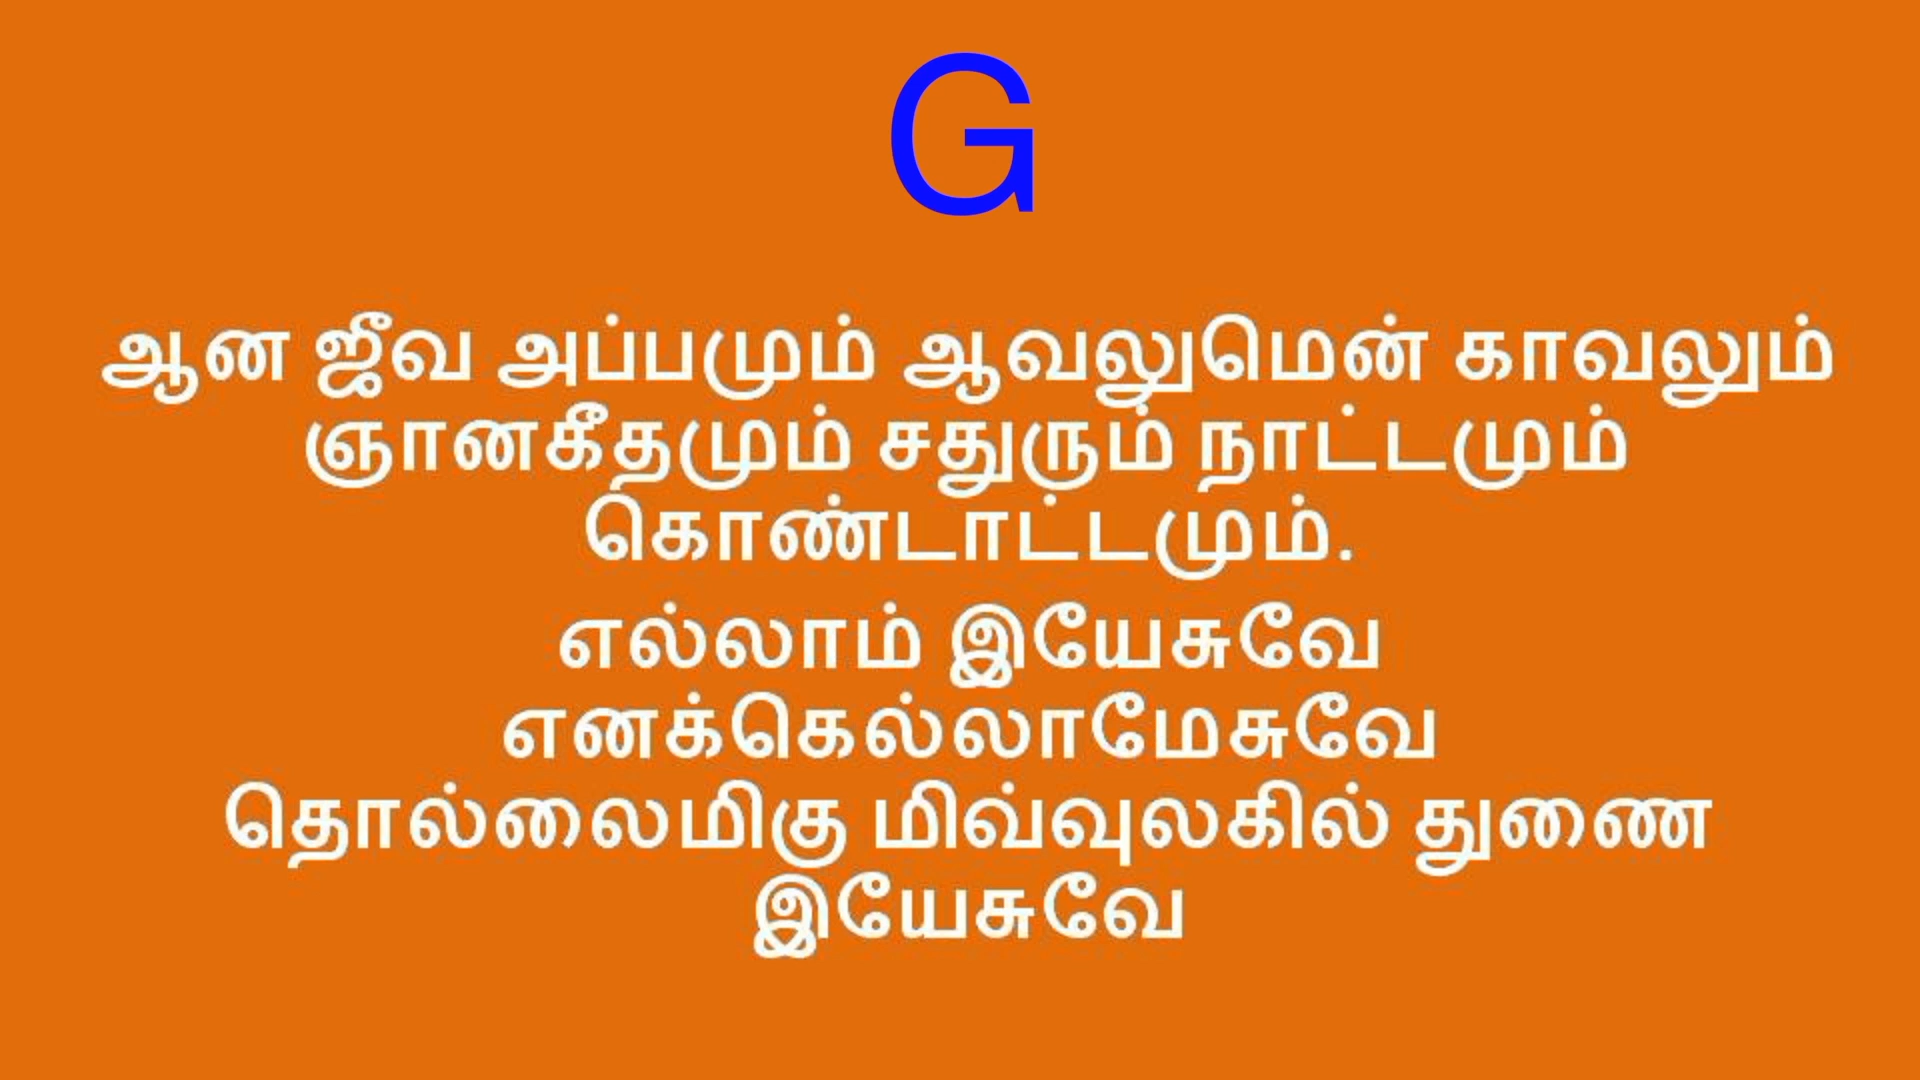 G
ஆன ஜீவ அப்பமும் ஆவலுமென் காவலும்
ஞானகீதமும் சதுரும் நாட்டமும்
கொண்டாட்டமும்.
எல்லாம் இயேசுவே
எனக்கெல்லாமேசுவே
தொல்லைமிகு மிவ்வுலகில் துணை
இயேசுவே